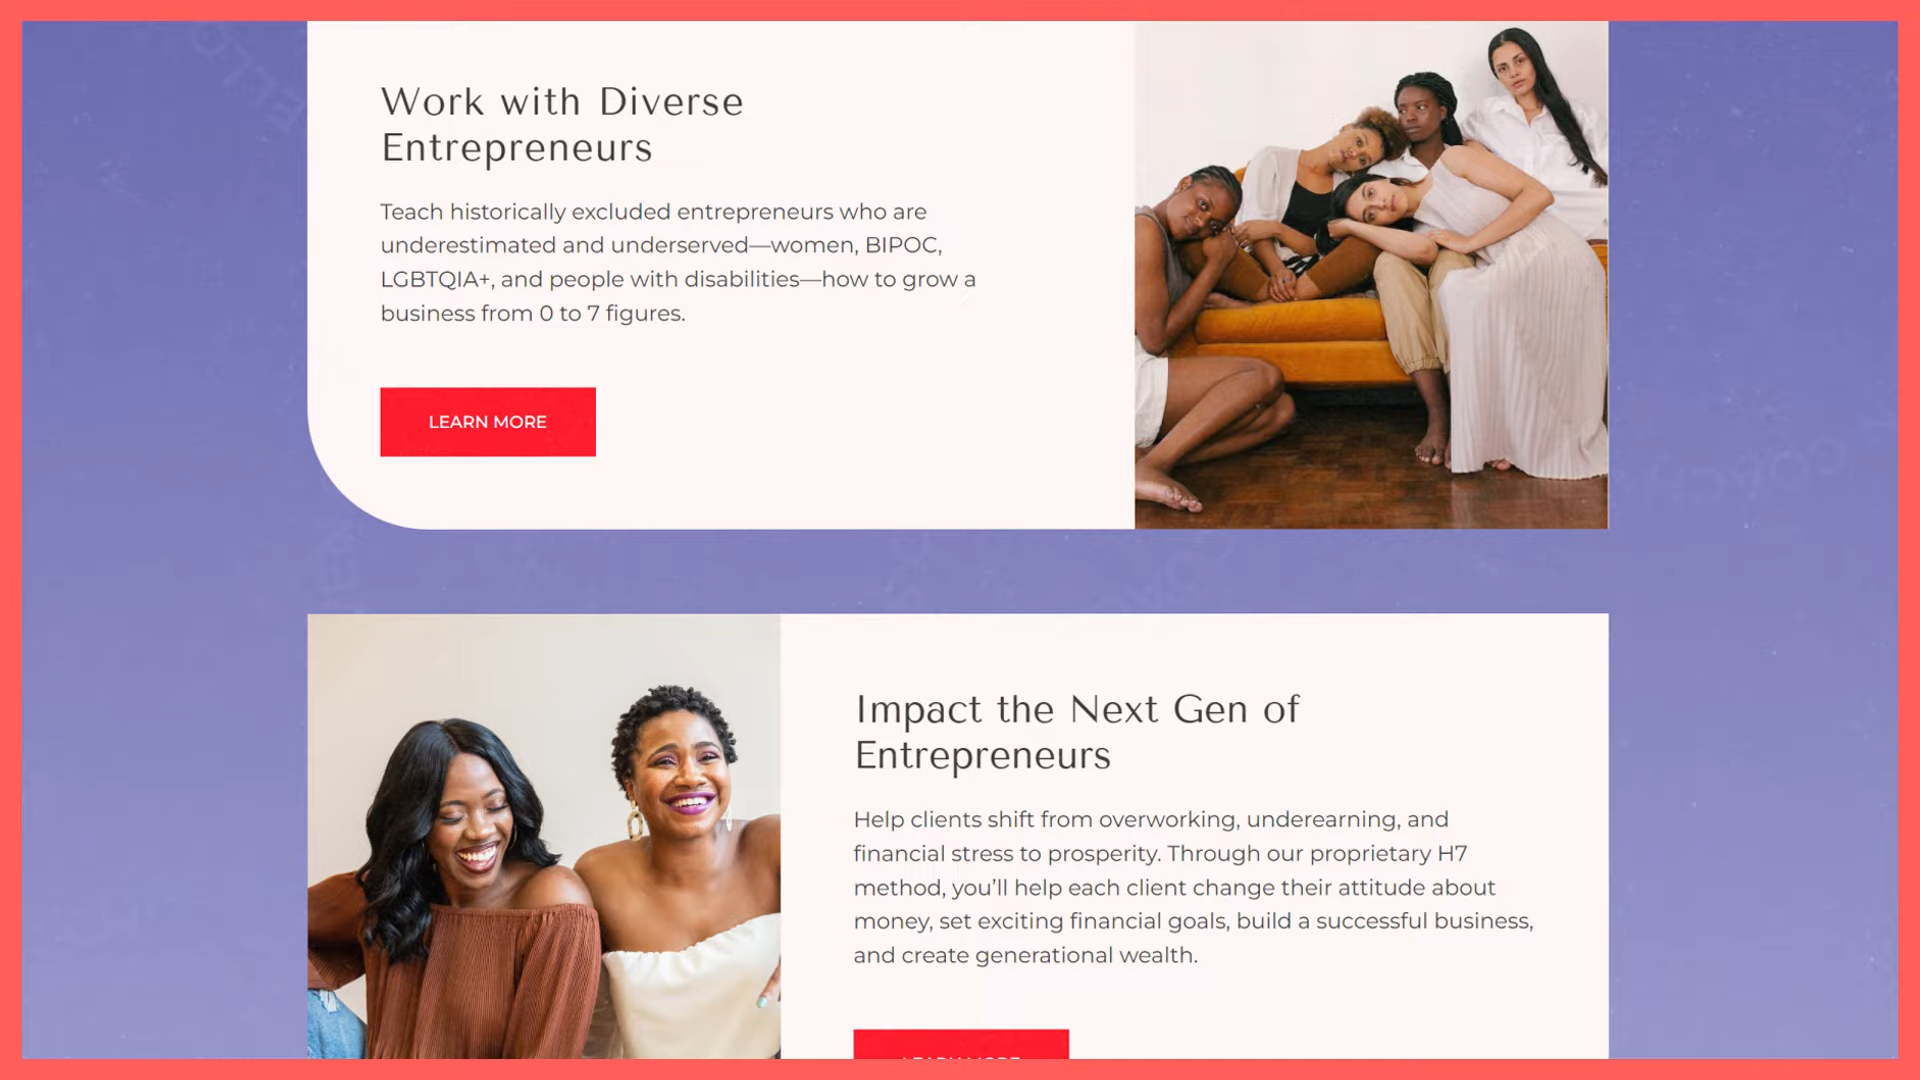 Work with Diverse
Entrepreneurs
Teach historically excluded entrepreneurs who are
underestimated and underserved—women, BIPOC,
LGBTQIA+, and people with disabilities—how to grow a
business from 0 to 7 figures.
LEARN MORE
Impact the Next Gen of
Entrepreneurs
Help clients shift from overworking, underearning, and
financial stress to prosperity. Through our proprietary H7
method, you’ll help each client change their attitude about
money, set exciting financial goals, build a successful business,
and create generational wealth.
LEARN MORE